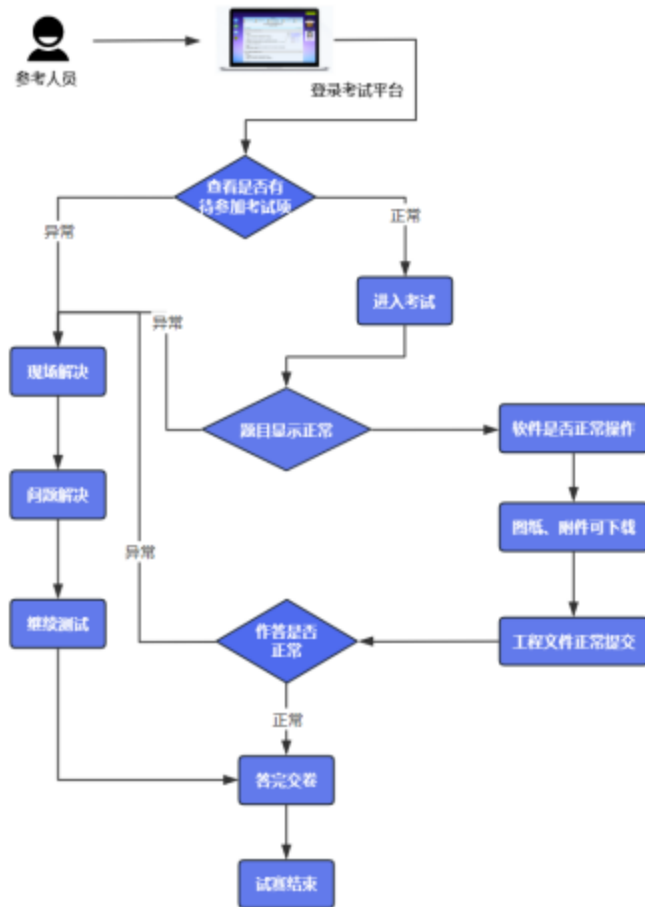 参考人员
登录考试平台
查看是否有
待参加考试项
异常
正常
进入考试
异常
现场解决
题目显示正常
软件是否正常操作
问题解决
图纸、附件可下载
异常
继续测试
作答是否
正常
工程文件正常提交
正常
答完交卷
试赛结束